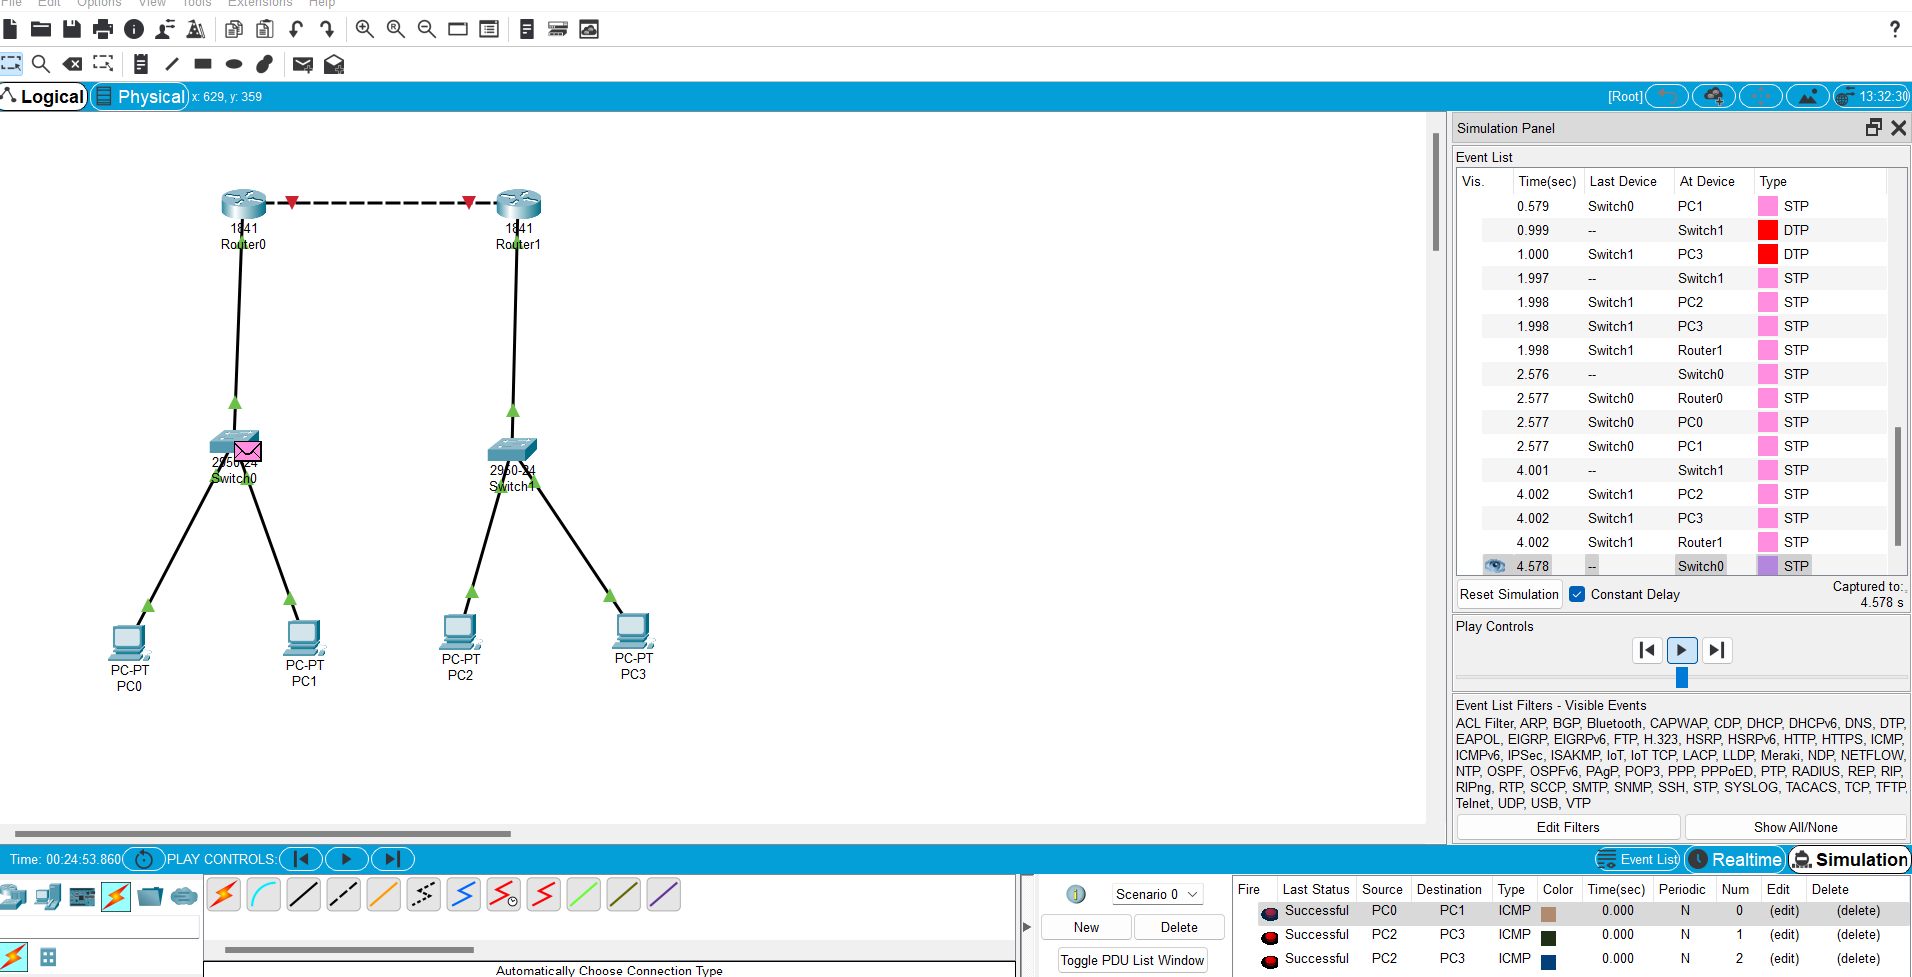 File Edit Options View Tools Extensions Help
?
Logical Physical x: 629, y: 359 [Root] 13:32:30
Simulation Panel
Event List
Vis. Time(sec) Last Device At Device Type
0.579 Switch0 PC1 STP
0.999 -- Switch1 DTP
1.000 Switch1 PC3 DTP
1.997 -- Switch1 STP
1.998 Switch1 PC2 STP
1.998 Switch1 PC3 STP
1.998 Switch1 Router1 STP
2.576 -- Switch0 STP
2.577 Switch0 Router0 STP
2.577 Switch0 PC0 STP
2.577 Switch0 PC1 STP
4.001 -- Switch1 STP
4.002 Switch1 PC2 STP
4.002 Switch1 PC3 STP
4.002 Switch1 Router1 STP
4.578 -- Switch0 STP
Reset Simulation Constant Delay Captured to:
4.578 s
Play Controls
Event List Filters - Visible Events
ACL Filter, ARP, BGP, Bluetooth, CAPWAP, CDP, DHCP, DHCPv6, DNS, DTP,
EAPOL, EIGRP, EIGRPv6, FTP, H.323, HSRP, HSRPv6, HTTP, HTTPS, ICMP,
ICMPv6, IPSec, ISAKMP, IoT, IoT TCP, LACP, LLDP, Meraki, NDP, NETFLOW,
NTP, OSPF, OSPFv6, PAgP, POP3, PPP, PPPoED, PTP, RADIUS, REP, RIP,
RIPng, RTP, SCCP, SMTP, SNMP, SSH, STP, SYSLOG, TACACS, TCP, TFTP,
Telnet, UDP, USB, VTP
Edit Filters Show All/None
1841
Router0
1841
Router1
2950-24
Switch0
2950-24
Switch1
PC-PT
PC0
PC-PT
PC1
PC-PT
PC2
PC-PT
PC3
Time: 00:24:53.860 PLAY CONTROLS: Event List Realtime Simulation
Automatically Choose Connection Type
Scenario 0
New Delete
Toggle PDU List Window
Fire Last Status Source Destination Type Color Time(sec) Periodic Num Edit Delete
Successful PC0 PC1 ICMP 0.000 N 0 (edit) (delete)
Successful PC2 PC3 ICMP 0.000 N 1 (edit) (delete)
Successful PC2 PC3 ICMP 0.000 N 2 (edit) (delete)